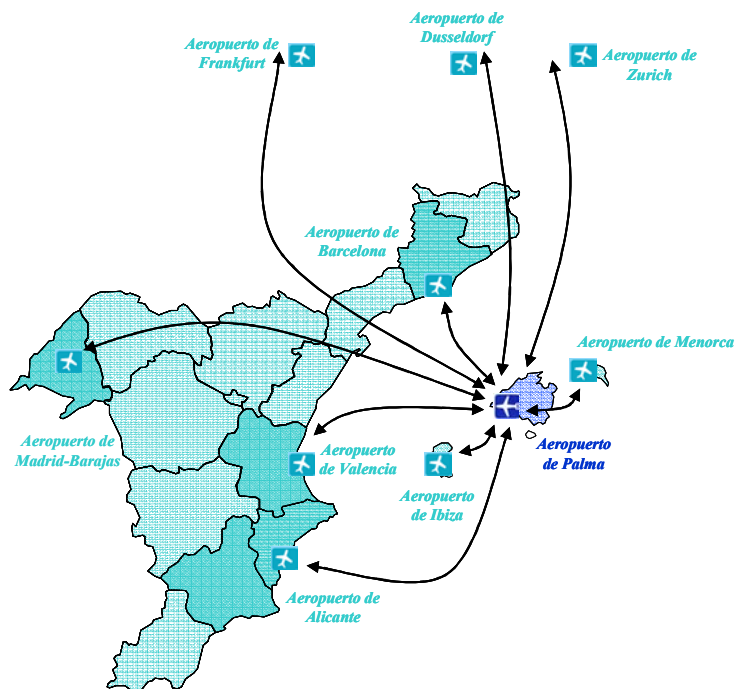 Aeropuerto de
Frankfurt
Aeropuerto de
Dusseldorf
Aeropuerto de
Zurich
Aeropuerto de
Barcelona
Aeropuerto de Menorca
Aeropuerto de
Madrid-Barajas
Aeropuerto
de Valencia
Aeropuerto
de Palma
Aeropuerto
de Ibiza
Aeropuerto de
Alicante